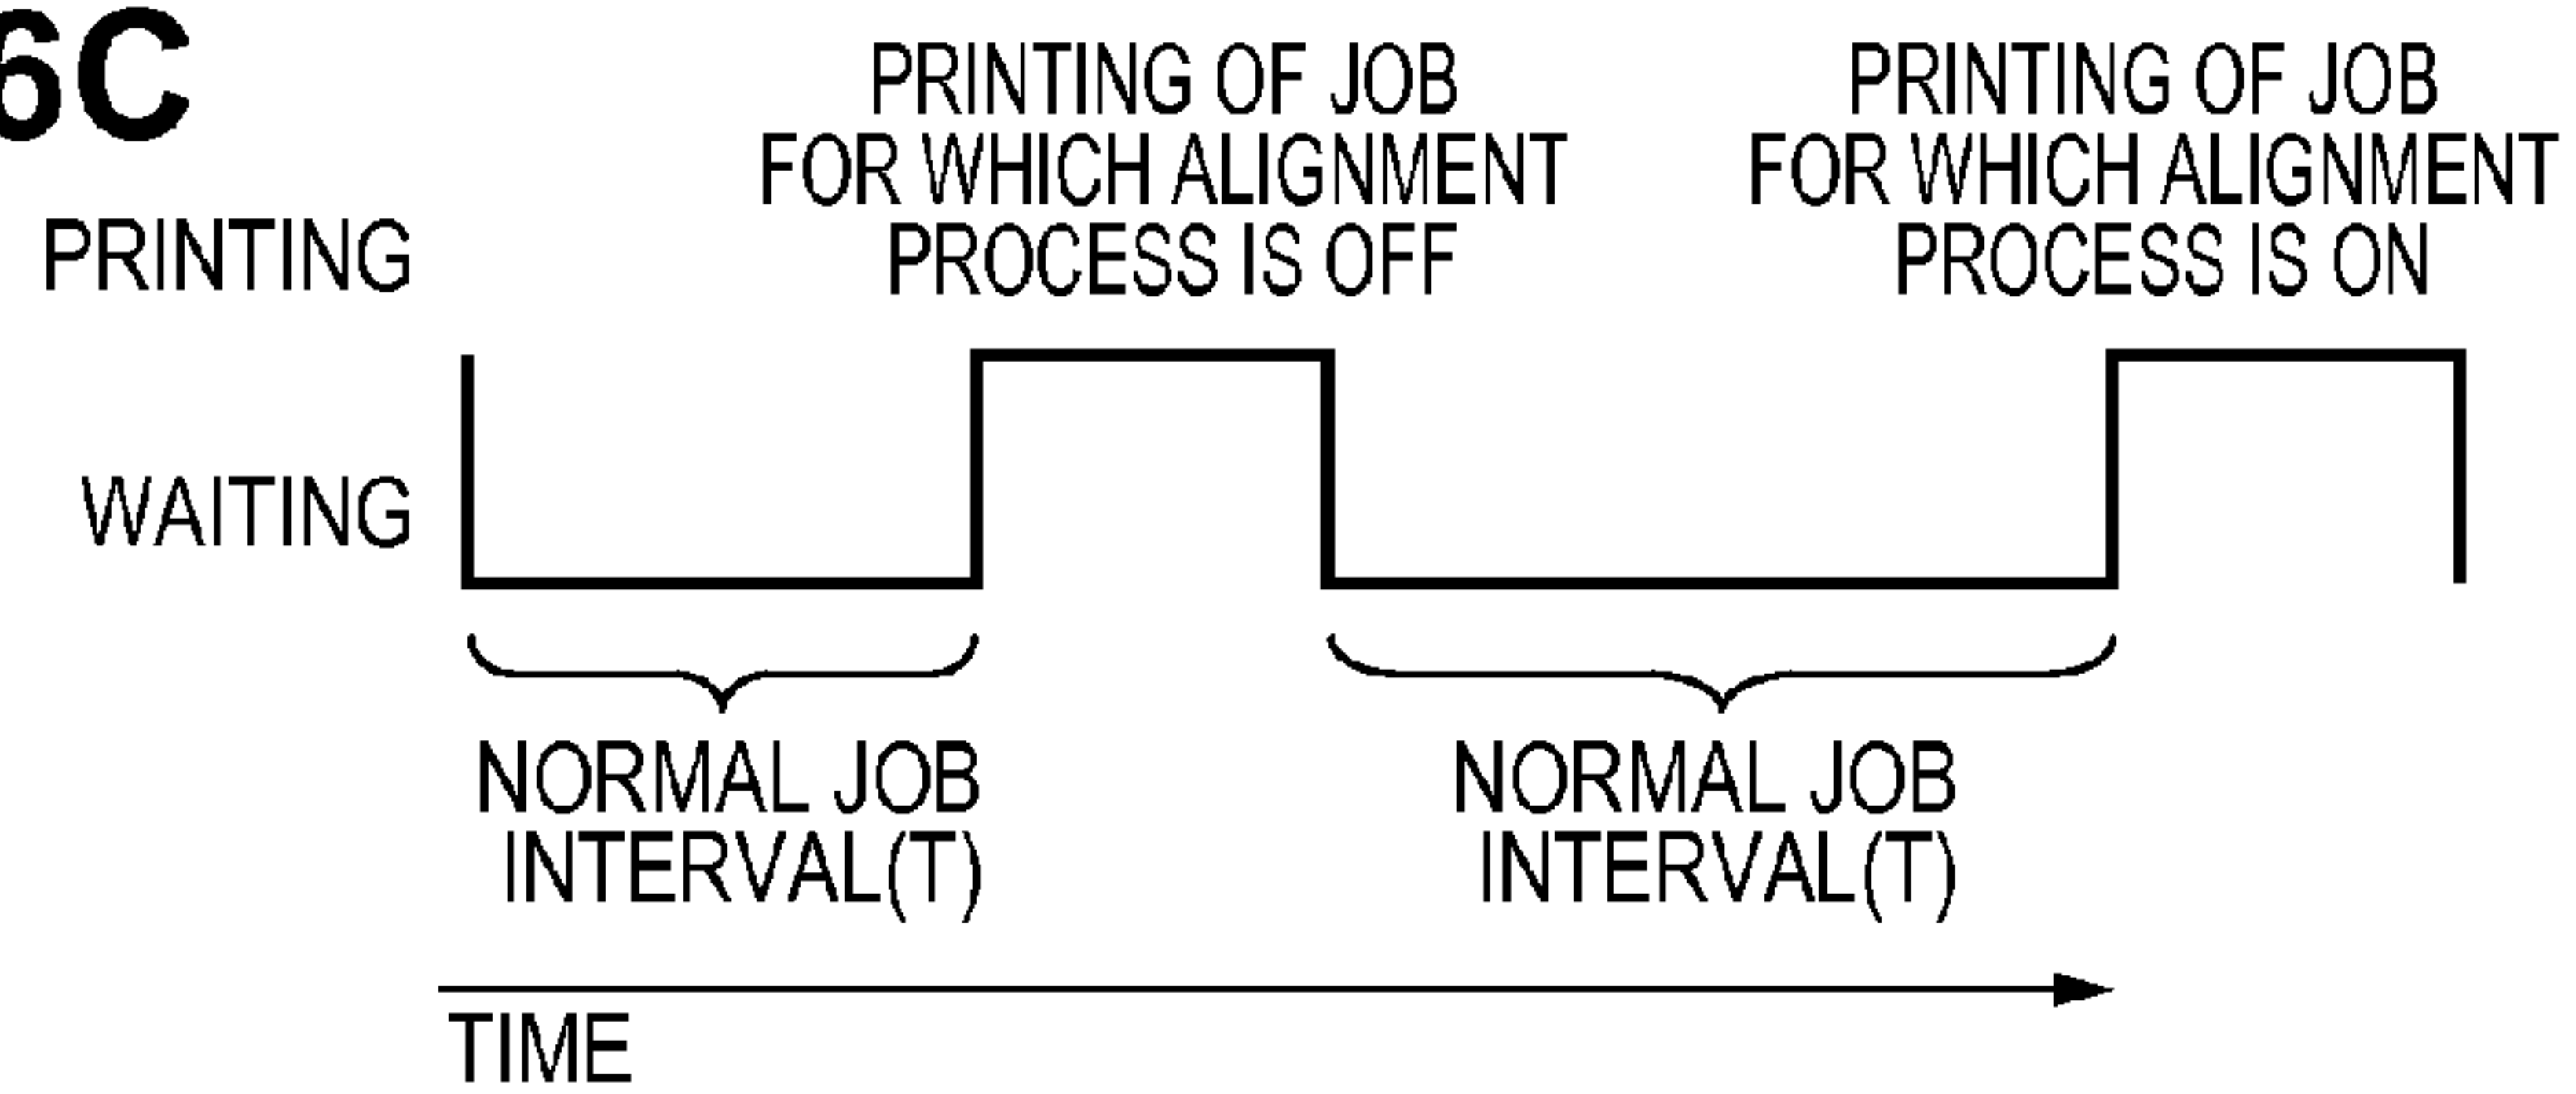 6C
PRINTING OF JOB
FOR WHICH ALIGNMENT
PROCESS IS OFF
PRINTING OF JOB
FOR WHICH ALIGNMENT
PROCESS IS ON
PRINTING
WAITING
NORMAL JOB
INTERVAL(T)
NORMAL JOB
INTERVAL(T)
TIME